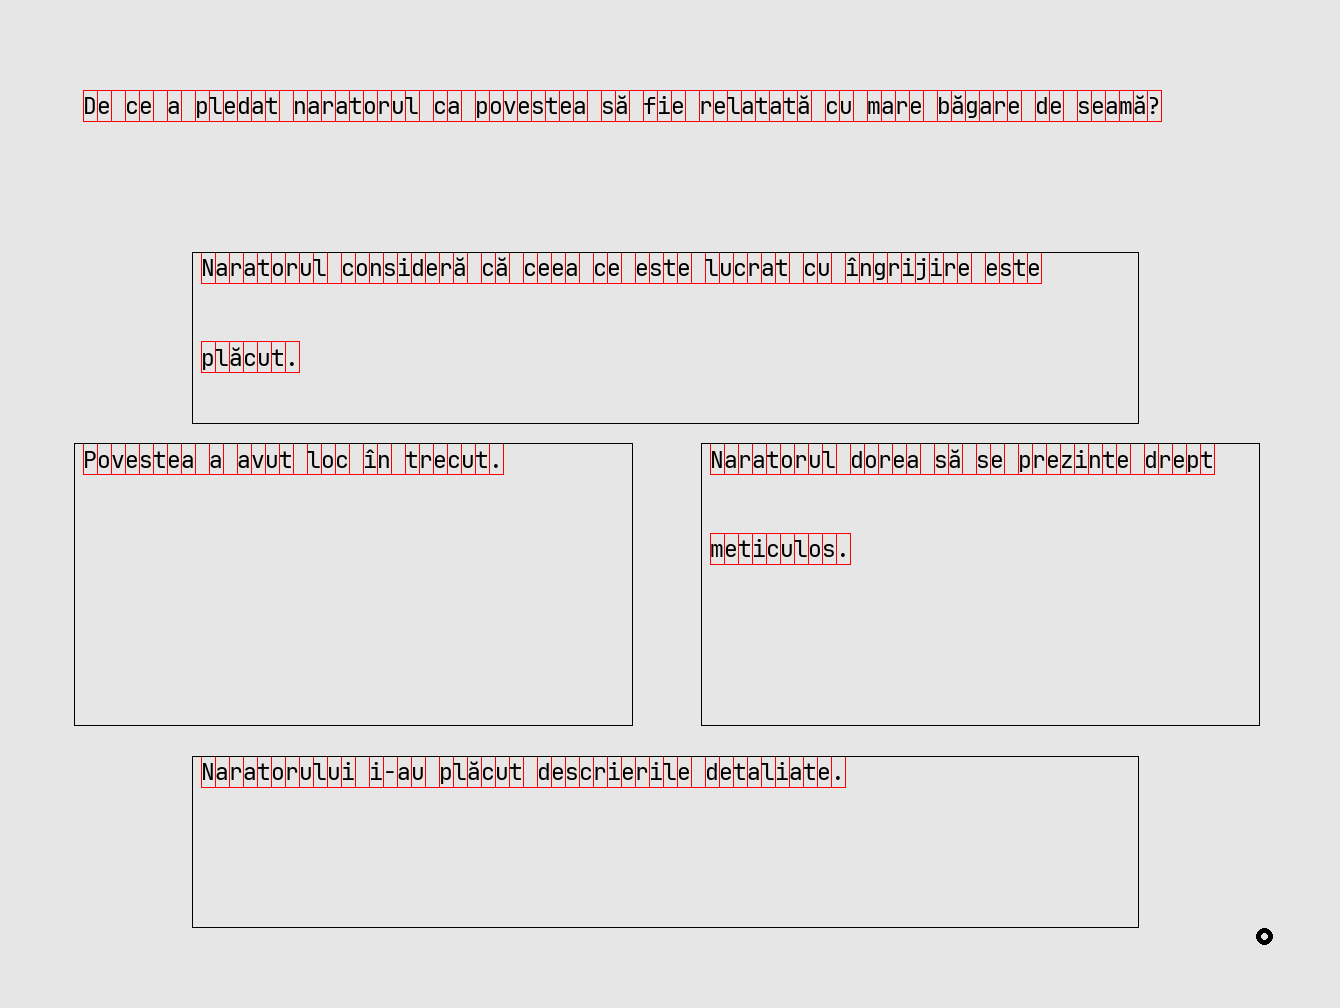 De ce a pledat naratorul ca povestea să fie relatată cu mare băgare de seamă?
Naratorul consideră că ceea ce este lucrat cu îngrijire este
plăcut.
Povestea a avut loc în trecut.
Naratorul dorea să se prezinte drept
meticulos.
Naratorului i-au plăcut descrierile detaliate.